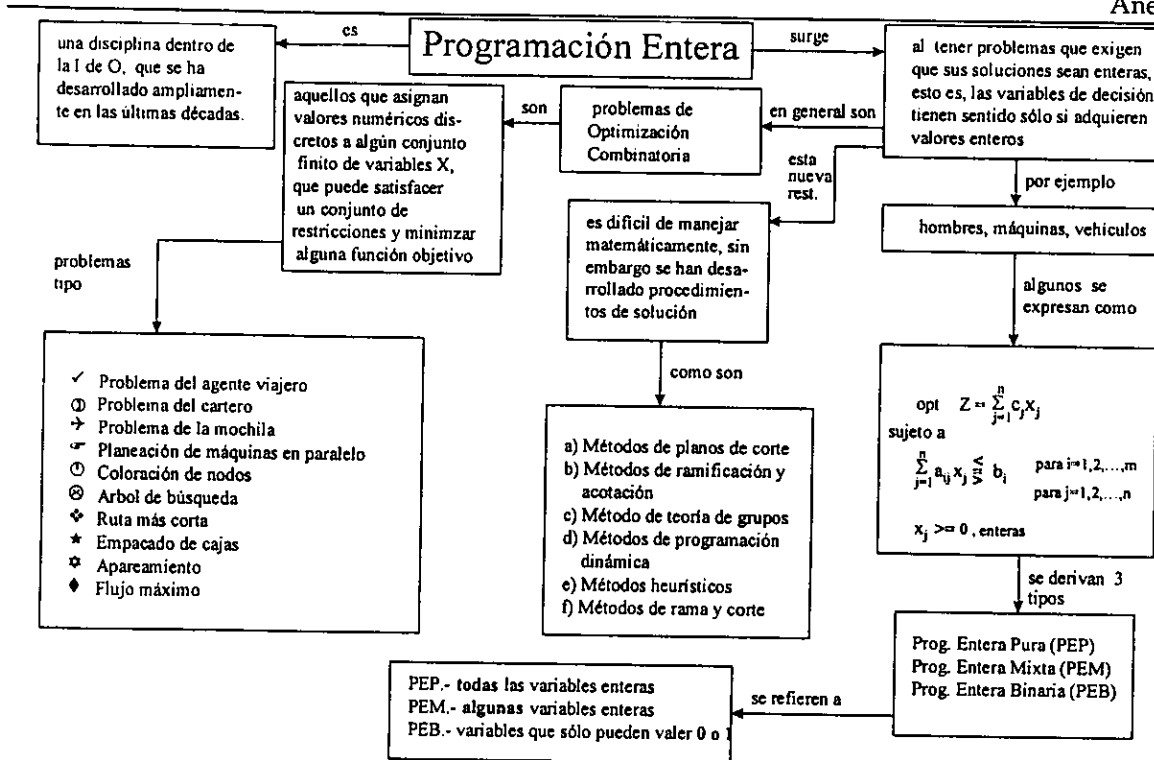 Ane
Programación Entera
es
una disciplina dentro de
la I de O, que se ha
desarrollado ampliamen-
te en las últimas décadas.
surge
al tener problemas que exigen
que sus soluciones sean enteras,
esto es, las variables de decisión
tienen sentido sólo si adquieren
valores enteros
en general son
problemas de
Optimización
Combinatoria
son
aquellos que asignan
valores numéricos dis-
cretos a algún conjunto
finito de variables X,
que puede satisfacer
un conjunto de
restricciones y minimzar
alguna función objetivo
problemas
tipo
✓ Problema del agente viajero
Problema del cartero
Problema de la mochila
Planeación de máquinas en paralelo
Coloración de nodos
Arbol de búsqueda
❖ Ruta más corta
★ Empacado de cajas
✡ Apareamiento
♦ Flujo máximo
esta
nueva
rest.
es difícil de manejar
matemáticamente, sin
embargo se han desa-
rrollado procedimien-
tos de solución
como son
a) Métodos de planos de corte
b) Métodos de ramificación y
acotación
c) Método de teoría de grupos
d) Métodos de programación
dinámica
e) Métodos heurísticos
f) Métodos de rama y corte
por ejemplo
hombres, máquinas, vehículos
algunos se
expresan como
opt Z = ∑_{j=1}^{n} c_j x_j
sujeto a
∑_{j=1}^{n} a_{ij} x_j ≤ = ≥ b_i para i=1,2,...,m
para j=1,2,...,n
x_j >= 0 , enteras
se derivan 3
tipos
Prog. Entera Pura (PEP)
Prog. Entera Mixta (PEM)
Prog. Entera Binaria (PEB)
se refieren a
PEP.- todas las variables enteras
PEM.- algunas variables enteras
PEB.- variables que sólo pueden valer 0 o 1